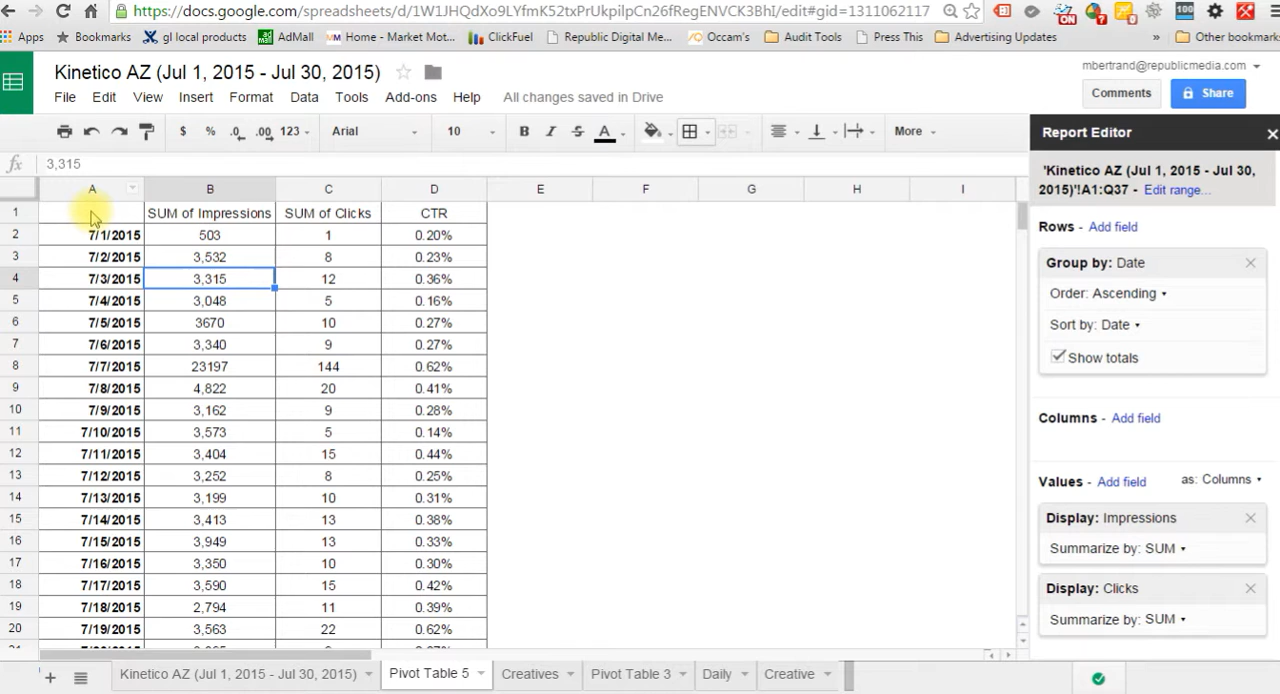 https://docs.google.com/spreadsheets/d/1W1JHQdXo9LYfmK52txPrUkpilpCn26fRegENVCK3BhI/edit#gid=1311062117 100 ON
Apps Bookmarks gl local products AdMall Home - Market Mot... ClickFuel Republic Digital Me... Occam's Audit Tools Press This Advertising Updates » Other bookmarks
Kinetico AZ (Jul 1, 2015 - Jul 30, 2015) mbertrand@republicmedia.com
File Edit View Insert Format Data Tools Add-ons Help All changes saved in Drive Comments Share
$ % .0 .00 123 Arial 10 B I S A More Report Editor
fx 3,315
'Kinetico AZ (Jul 1, 2015 - Jul 30, 2015)'!A1:Q37 - Edit range...
A B C D E F G H I
1 SUM of Impressions SUM of Clicks CTR
2 7/1/2015 503 1 0.20%
3 7/2/2015 3,532 8 0.23%
4 7/3/2015 3,315 12 0.36%
5 7/4/2015 3,048 5 0.16%
6 7/5/2015 3670 10 0.27%
7 7/6/2015 3,340 9 0.27%
8 7/7/2015 23197 144 0.62%
9 7/8/2015 4,822 20 0.41%
10 7/9/2015 3,162 9 0.28%
11 7/10/2015 3,573 5 0.14%
12 7/11/2015 3,404 15 0.44%
13 7/12/2015 3,252 8 0.25%
14 7/13/2015 3,199 10 0.31%
15 7/14/2015 3,413 13 0.38%
16 7/15/2015 3,949 13 0.33%
17 7/16/2015 3,350 10 0.30%
18 7/17/2015 3,590 15 0.42%
19 7/18/2015 2,794 11 0.39%
20 7/19/2015 3,563 22 0.62%
Rows - Add field
Group by: Date
Order: Ascending
Sort by: Date
Show totals
Columns - Add field
Values - Add field as: Columns
Display: Impressions
Summarize by: SUM
Display: Clicks
Summarize by: SUM
Kinetico AZ (Jul 1, 2015 - Jul 30, 2015) Pivot Table 5 Creatives Pivot Table 3 Daily Creative